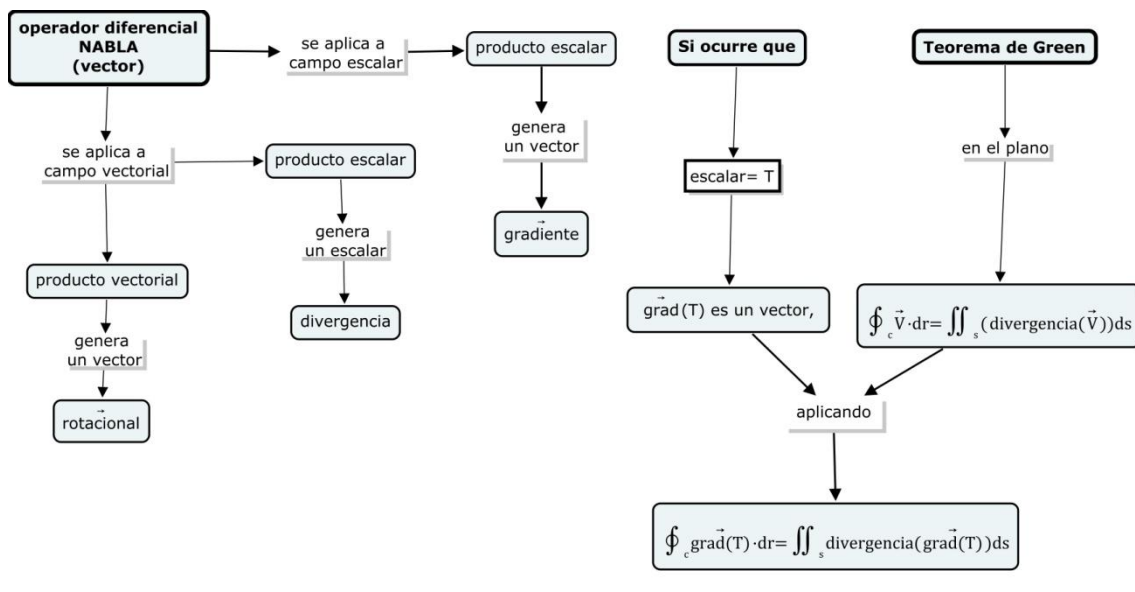 operador diferencial
NABLA
(vector)
se aplica a
campo escalar
producto escalar
genera
un vector
gradiente
se aplica a
campo vectorial
producto escalar
genera
un escalar
divergencia
producto vectorial
genera
un vector
rotacional
Si ocurre que
escalar= T
grad(T) es un vector,
Teorema de Green
en el plano
∮c V⃗·dr=∬s(divergencia(V⃗))ds
aplicando
∮c grad⃗(T)·dr=∬s divergencia(grad⃗(T))ds